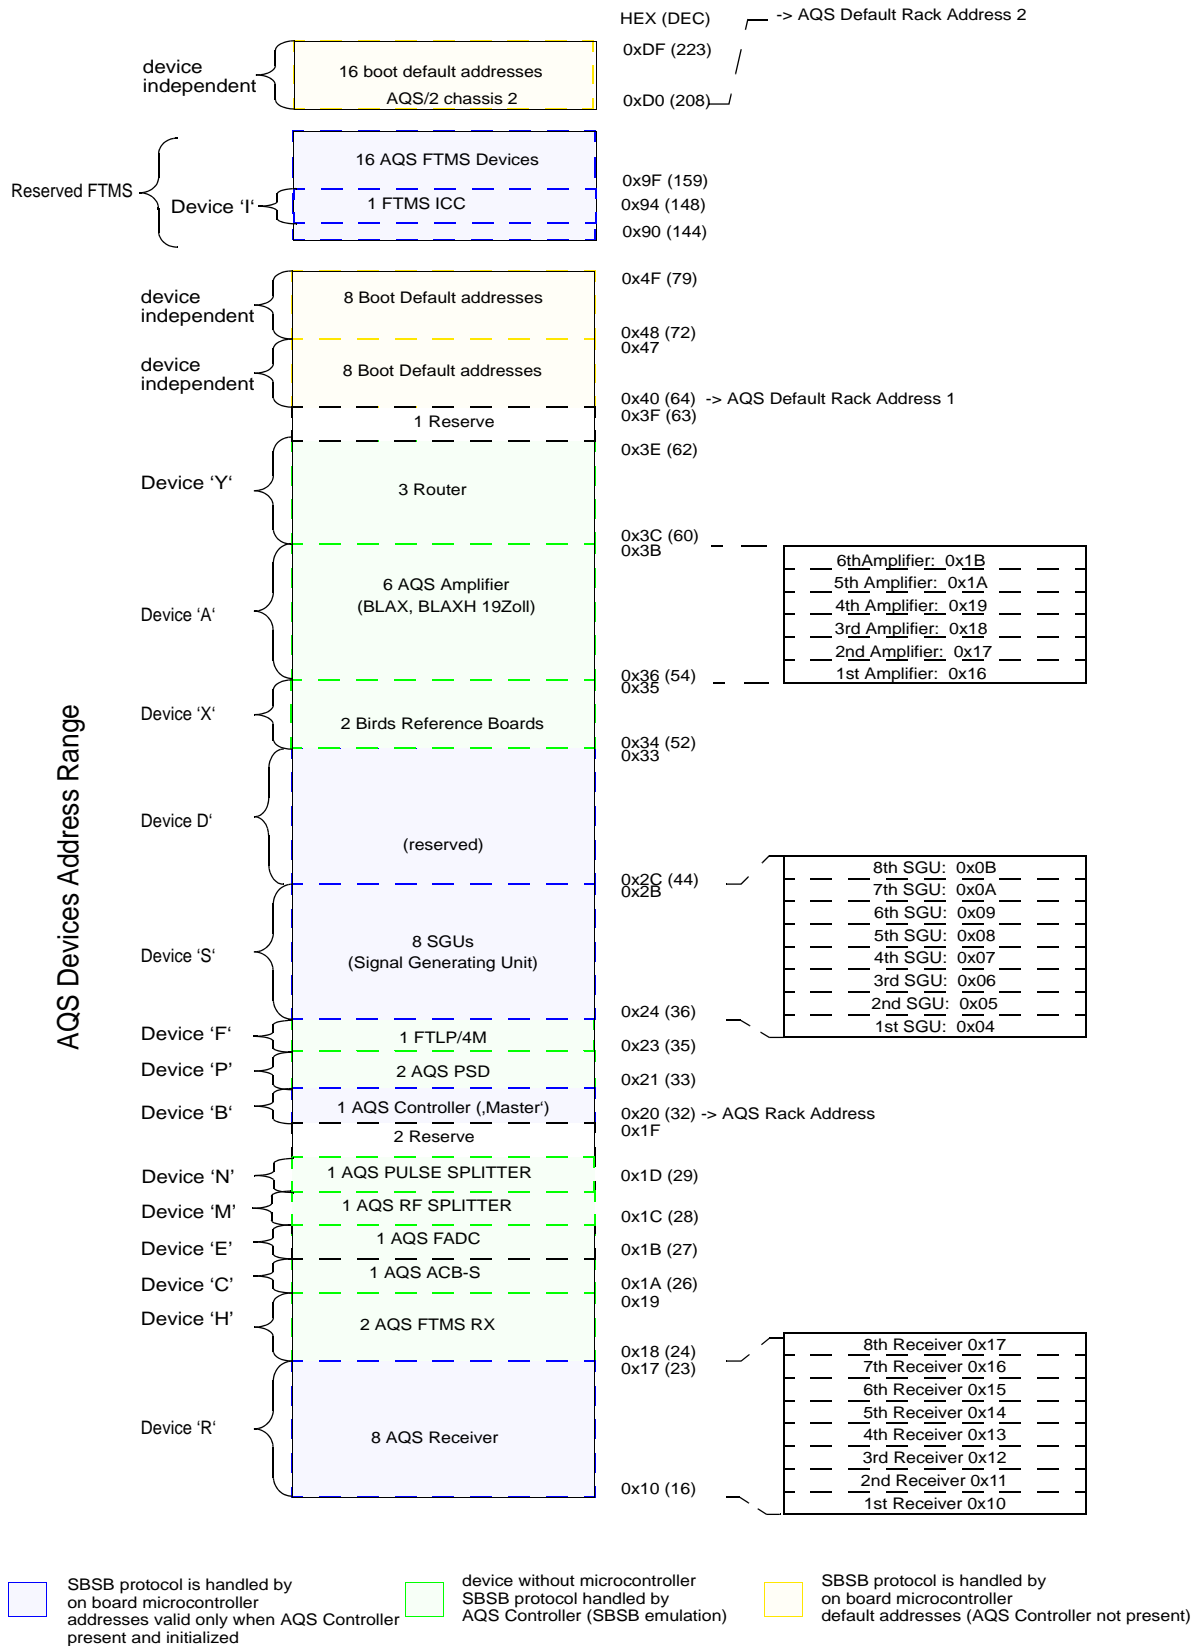 HEX (DEC)
-> AQS Default Rack Address 2
0xDF (223)
device
independent
16 boot default addresses
AQS/2 chassis 2
0xD0 (208)
16 AQS FTMS Devices
0x9F (159)
Reserved FTMS
Device ‘I‘
1 FTMS ICC
0x94 (148)
0x90 (144)
0x4F (79)
device
independent
8 Boot Default addresses
0x48 (72)
0x47
device
independent
8 Boot Default addresses
0x40 (64) -> AQS Default Rack Address 1
0x3F (63)
1 Reserve
0x3E (62)
Device ‘Y‘
3 Router
0x3C (60)
0x3B
6 AQS Amplifier
(BLAX, BLAXH 19Zoll)
Device ‘A‘
6thAmplifier: 0x1B
5th Amplifier: 0x1A
4th Amplifier: 0x19
3rd Amplifier: 0x18
2nd Amplifier: 0x17
1st Amplifier: 0x16
0x36 (54)
0x35
Device ‘X‘
2 Birds Reference Boards
0x34 (52)
0x33
AQS Devices Address Range
Device D‘
(reserved)
0x2C (44)
0x2B
8th SGU: 0x0B
7th SGU: 0x0A
6th SGU: 0x09
5th SGU: 0x08
4th SGU: 0x07
3rd SGU: 0x06
2nd SGU: 0x05
1st SGU: 0x04
Device ‘S‘
8 SGUs
(Signal Generating Unit)
0x24 (36)
Device ‘F‘
1 FTLP/4M
0x23 (35)
Device ‘P‘
2 AQS PSD
0x21 (33)
Device ‘B‘
1 AQS Controller (‚Master‘)
0x20 (32) -> AQS Rack Address
0x1F
2 Reserve
Device ‘N’
1 AQS PULSE SPLITTER
0x1D (29)
Device ‘M’
1 AQS RF SPLITTER
0x1C (28)
Device ‘E’
1 AQS FADC
0x1B (27)
Device ‘C’
1 AQS ACB-S
0x1A (26)
0x19
Device ‘H’
2 AQS FTMS RX
0x18 (24)
0x17 (23)
8th Receiver 0x17
7th Receiver 0x16
6th Receiver 0x15
5th Receiver 0x14
4th Receiver 0x13
3rd Receiver 0x12
2nd Receiver 0x11
1st Receiver 0x10
Device ‘R‘
8 AQS Receiver
0x10 (16)
SBSB protocol is handled by
on board microcontroller
addresses valid only when AQS Controller
present and initialized
device without microcontroller
SBSB protocol handled by
AQS Controller (SBSB emulation)
SBSB protocol is handled by
on board microcontroller
default addresses (AQS Controller not present)